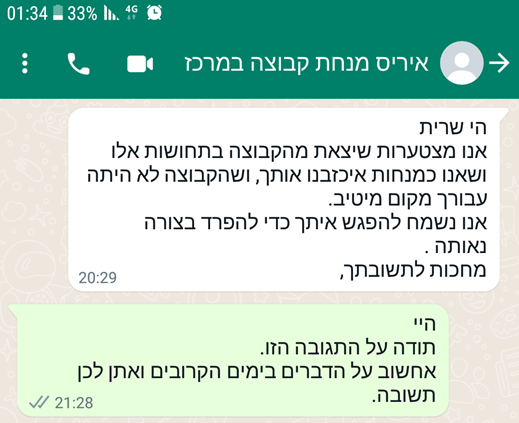 01:34 33% 4G
איריס מנחת קבוצה במרכז
הי שרית
אנו מצטערות שיצאת מהקבוצה בתחושות אלו
ושאנו כמנחות איכזבנו אותך, ושהקבוצה לא היתה
עבורך מקום מיטיב.
אנו נשמח להפגש איתך כדי להפרד בצורה
נאותה .
מחכות לתשובתך,
20:29
היי
תודה על התגובה הזו.
אחשוב על הדברים בימים הקרובים ואתן לכן
תשובה.
21:28